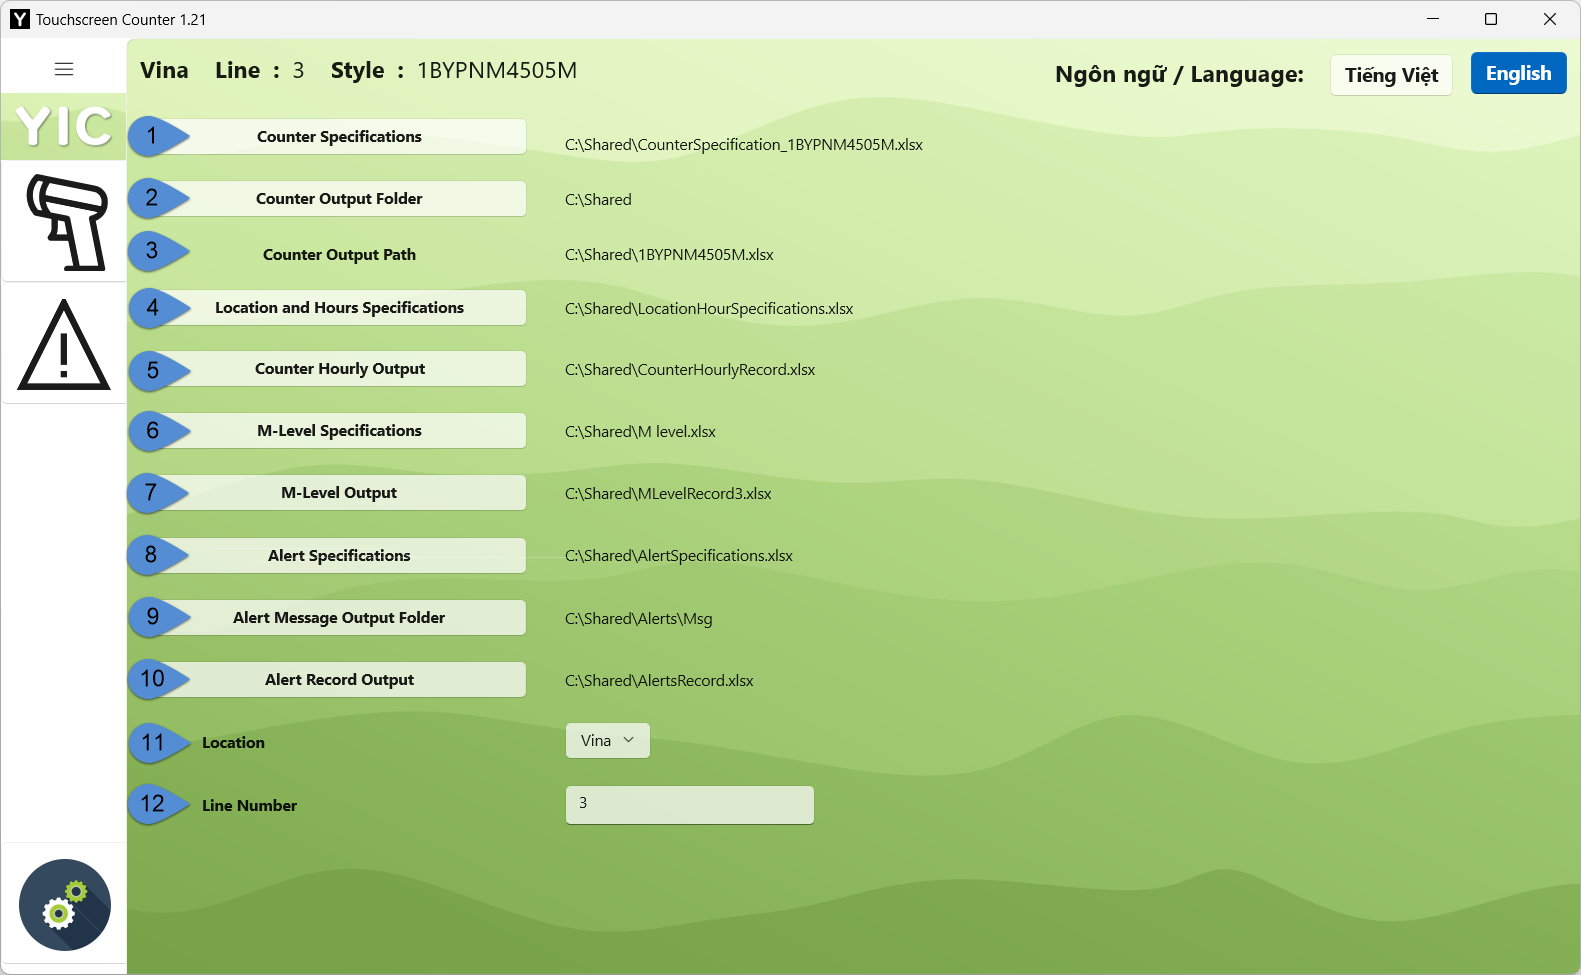 Y Touchscreen Counter 1.21
Vina Line : 3 Style : 1BYPNM4505M
Ngôn ngữ / Language: Tiếng Việt English
YIC
1 Counter Specifications C:\Shared\CounterSpecification_1BYPNM4505M.xlsx
2 Counter Output Folder C:\Shared
3 Counter Output Path C:\Shared\1BYPNM4505M.xlsx
4 Location and Hours Specifications C:\Shared\LocationHourSpecifications.xlsx
5 Counter Hourly Output C:\Shared\CounterHourlyRecord.xlsx
6 M-Level Specifications C:\Shared\M level.xlsx
7 M-Level Output C:\Shared\MLevelRecord3.xlsx
8 Alert Specifications C:\Shared\AlertSpecifications.xlsx
9 Alert Message Output Folder C:\Shared\Alerts\Msg
10 Alert Record Output C:\Shared\AlertsRecord.xlsx
11 Location Vina
12 Line Number 3